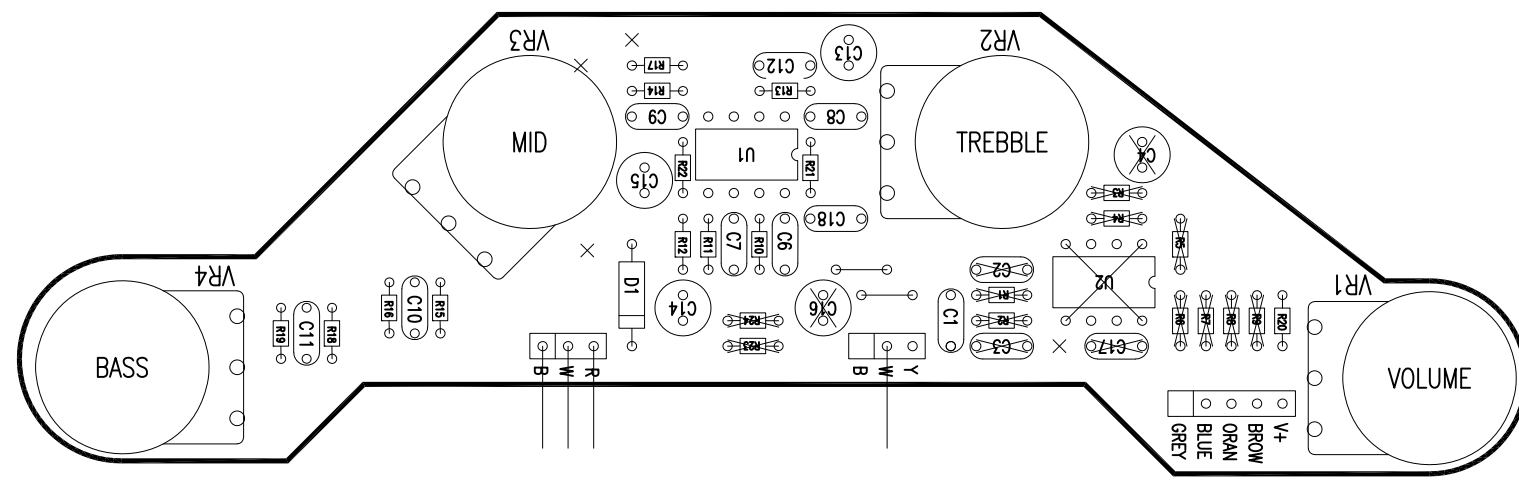 VR3
VR2
C13
R17
C12
R14
R13
C9
C8
MID
U1
TREBBLE
C4
R22
R21
C15
R3
R4
C18
R12
R11
C7
R10
C6
R5
VR4
D1
C2
U2
VR1
R16
C10
R15
C14
C16
R1
R19
C11
R18
R24
C1
R2
R6
R7
R8
R9
R20
R23
C3
C17
BASS
B
W
R
B
W
Y
VOLUME
GREY
BLUE
ORAN
BROW
V+